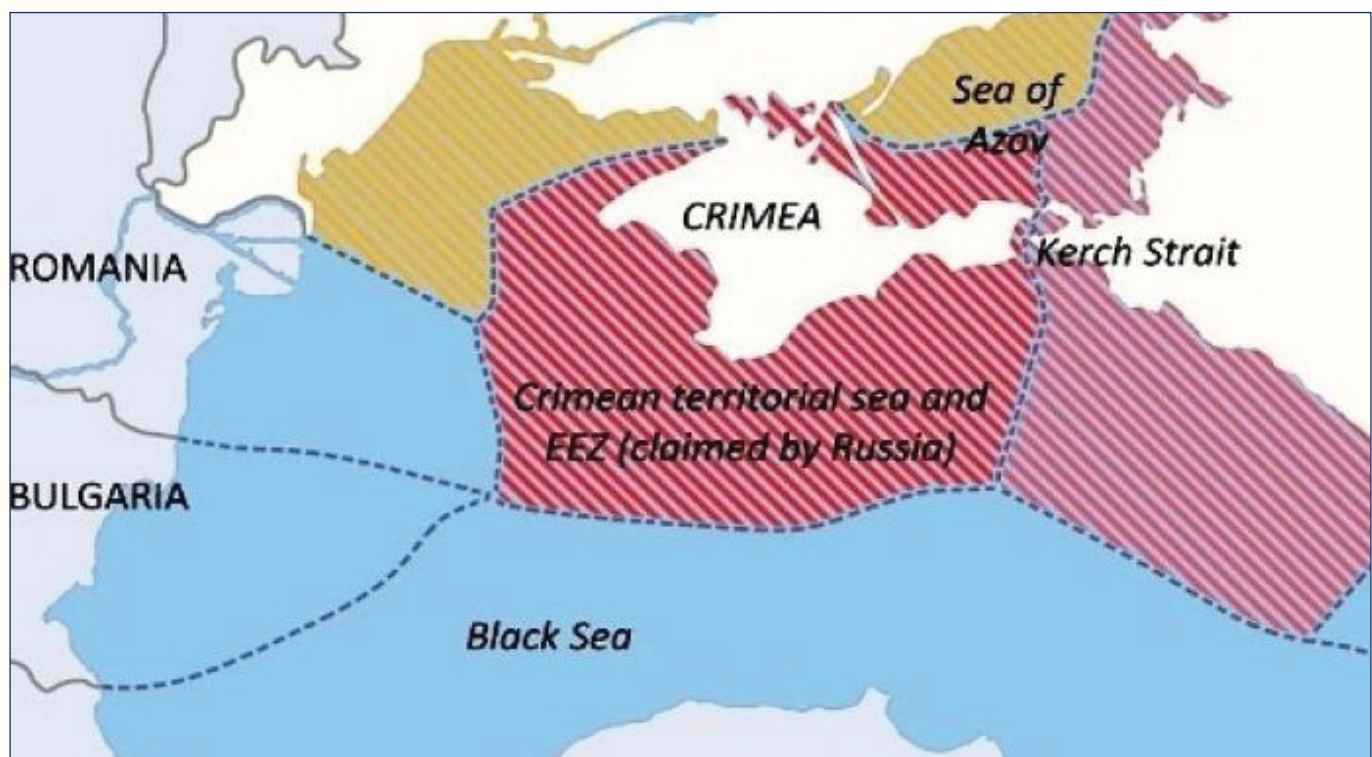 Sea of
Azov
CRIMEA
Kerch Strait
ROMANIA
Crimean territorial sea and
EEZ (claimed by Russia)
BULGARIA
Black Sea